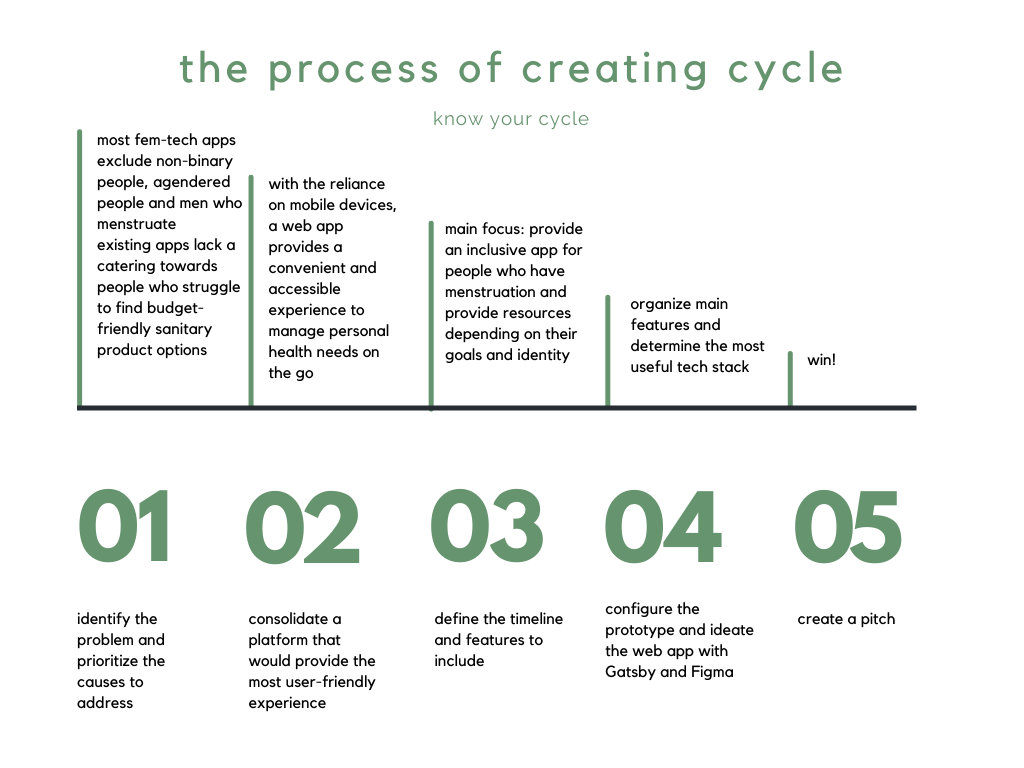 the process of creating cycle
know your cycle
most fem-tech apps
exclude non-binary
people, agendered
people and men who
menstruate
existing apps lack a
catering towards
people who struggle
to find budget-
friendly sanitary
product options
with the reliance
on mobile devices,
a web app
provides a
convenient and
accessible
experience to
manage personal
health needs on
the go
main focus: provide
an inclusive app for
people who have
menstruation and
provide resources
depending on their
goals and identity
organize main
features and
determine the most
useful tech stack
win!
01
02
03
04
05
identify the
problem and
prioritize the
causes to
address
consolidate a
platform that
would provide the
most user-friendly
experience
define the timeline
and features to
include
configure the
prototype and ideate
the web app with
Gatsby and Figma
create a pitch